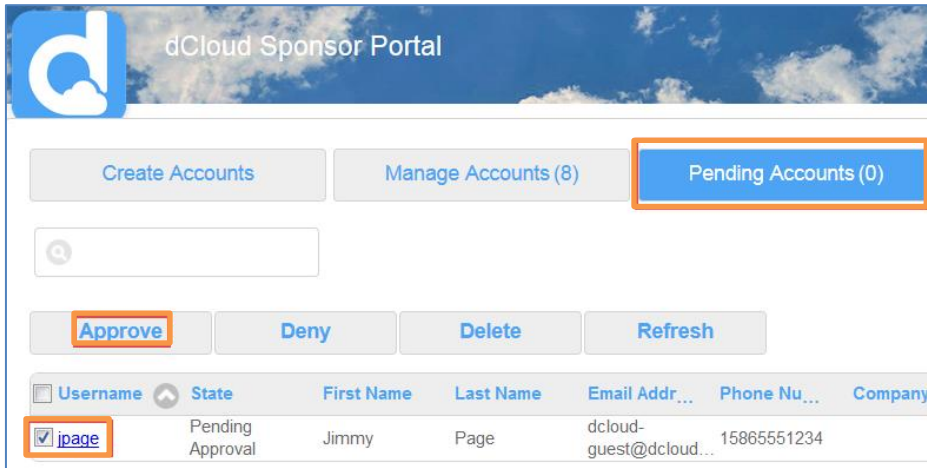 dCloud Sponsor Portal
Create Accounts Manage Accounts (8) Pending Accounts (0)
Approve Deny Delete Refresh
Username State First Name Last Name Email Addr... Phone Nu... Company
jpage Pending Approval Jimmy Page dcloud-guest@dcloud... 15865551234